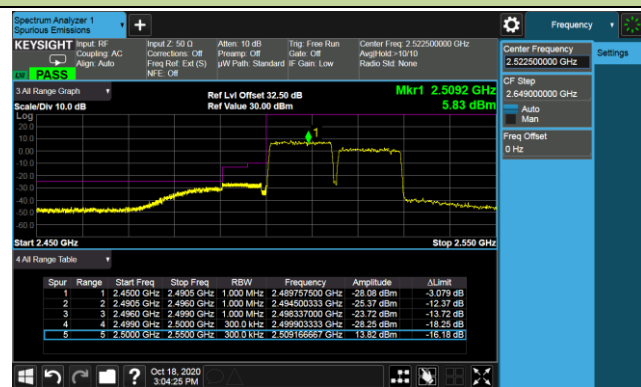 Spectrum Analyzer 1
Spurious Emissions
Frequency
KEYSIGHT
Input: RF
Coupling: AC
Align: Auto
Input Z: 50 Ω
Corrections: Off
Freq Ref: Ext (S)
NFE: Off
Atten: 10 dB
Preamp: Off
µW Path: Standard
Trig: Free Run
Gate: Off
IF Gain: Low
Center Freq: 2.522500000 GHz
Avg|Hold:>10/10
Radio Std: None
PASS
Center Frequency
2.522500000 GHz
Settings
CF Step
2.649000000 GHz
Auto
Man
Freq Offset
0 Hz
3 All Range Graph
Scale/Div 10.0 dB
Ref Lvl Offset 32.50 dB
Ref Value 30.00 dBm
Mkr1 2.5092 GHz
5.83 dBm
Log
20.0
10.0
0.00
-10.0
-20.0
-30.0
-40.0
-50.0
-60.0
1
Start 2.450 GHz
Stop 2.550 GHz
4 All Range Table
Spur Range Start Freq Stop Freq RBW Frequency Amplitude ΔLimit
1 1 2.4500 GHz 2.4905 GHz 1.000 MHz 2.489757500 GHz -28.08 dBm -3.079 dB
2 2 2.4905 GHz 2.4960 GHz 1.000 MHz 2.494500333 GHz -25.37 dBm -12.37 dB
3 3 2.4960 GHz 2.4990 GHz 1.000 MHz 2.498337000 GHz -23.72 dBm -13.72 dB
4 4 2.4990 GHz 2.5000 GHz 300.0 kHz 2.499903333 GHz -28.25 dBm -18.25 dB
5 5 2.5000 GHz 2.5500 GHz 300.0 kHz 2.509166667 GHz 13.82 dBm -16.18 dB
?
Oct 18, 2020
3:04:25 PM